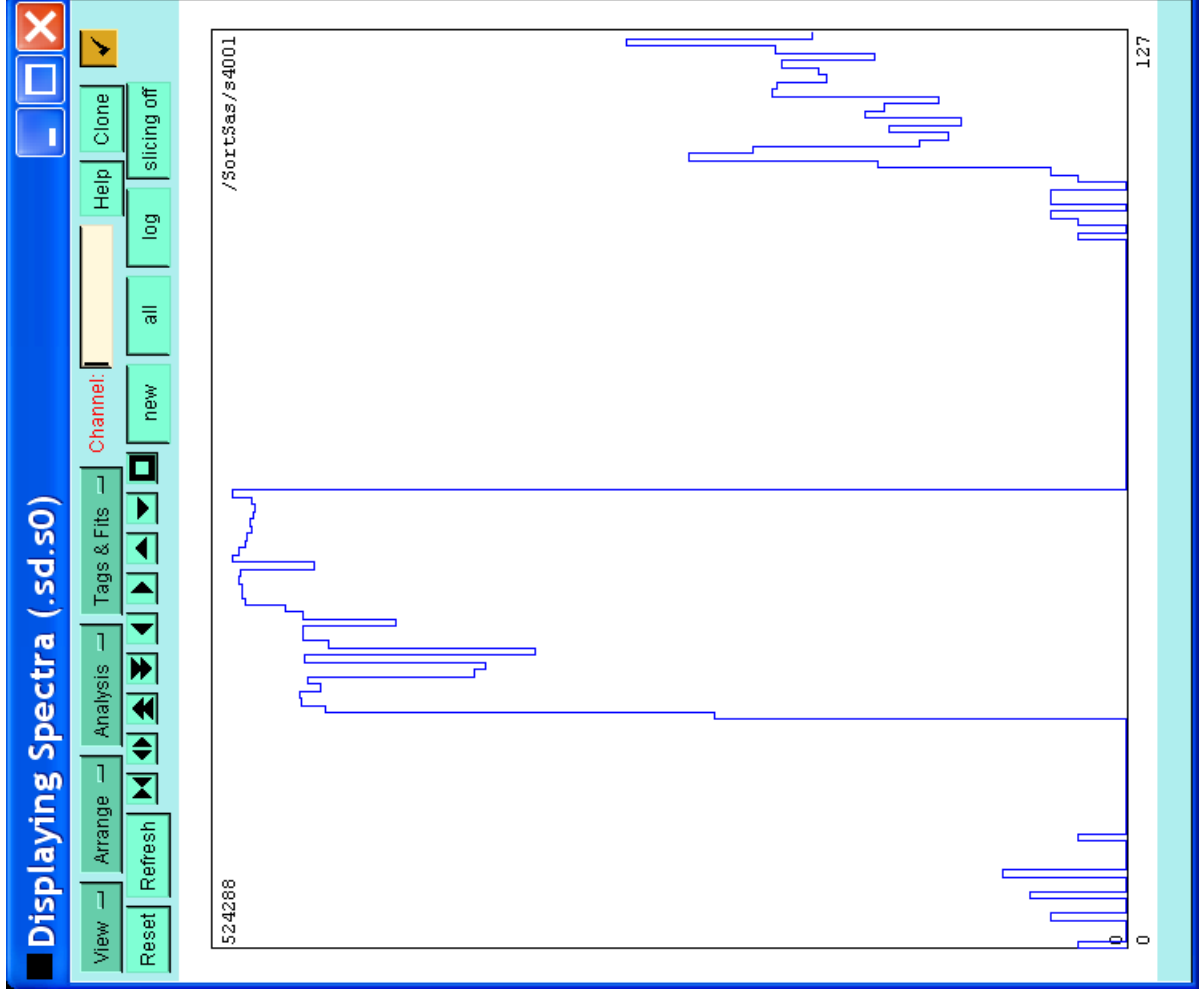 Displaying Spectra (.sd.s0)
View Arrange Analysis Tags & Fits Channel: Help Clone
Reset Refresh new all log slicing off
524288 /SortSas/s4001
0
0 127